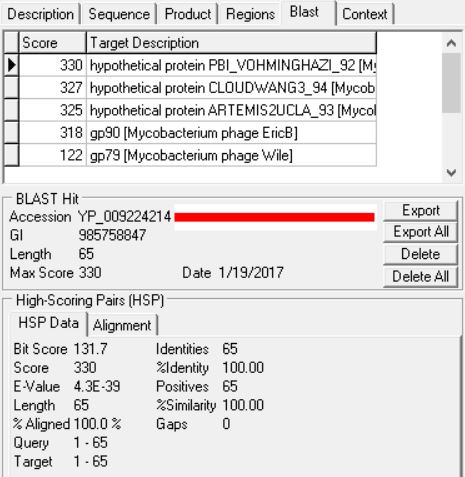 Description Sequence Product Regions Blast Context
Score Target Description
330 hypothetical protein PBI_VOHMINGHAZI_92 [My
327 hypothetical protein CLOUDWANG3_94 [Mycob
325 hypothetical protein ARTEMIS2UCLA_93 [Mycol
318 gp90 [Mycobacterium phage EricB]
122 gp79 [Mycobacterium phage Wile]
BLAST Hit
Accession YP_009224214 Export
GI 985758847 Export All
Length 65 Delete
Max Score 330 Date 1/19/2017 Delete All
High-Scoring Pairs (HSP)
HSP Data Alignment
Bit Score 131.7 Identities 65
Score 330 %Identity 100.00
E-Value 4.3E-39 Positives 65
Length 65 %Similarity 100.00
% Aligned 100.0 % Gaps 0
Query 1 - 65
Target 1 - 65